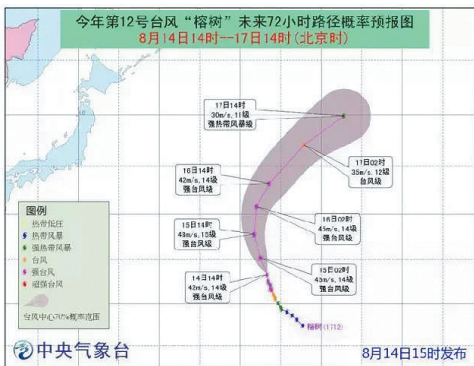 今年第12号台风“榕树”未来72小时路径概率预报图
8月14日14时--17日14时(北京时)
17日14时
30m/s,11级
强热带风暴级
17日02时
35m/s,12级
台风级
16日14时
42m/s,14级
强台风级
16日02时
45m/s,14级
强台风级
15日14时
48m/s,15级
强台风级
15日02时
45m/s,14级
强台风级
14日14时
42m/s,14级
强台风级
榕树(1712)
图例
热带低压
热带风暴
强热带风暴
台风
强台风
超强台风
台风中心70%概率范围
中央气象台
8月14日15时发布